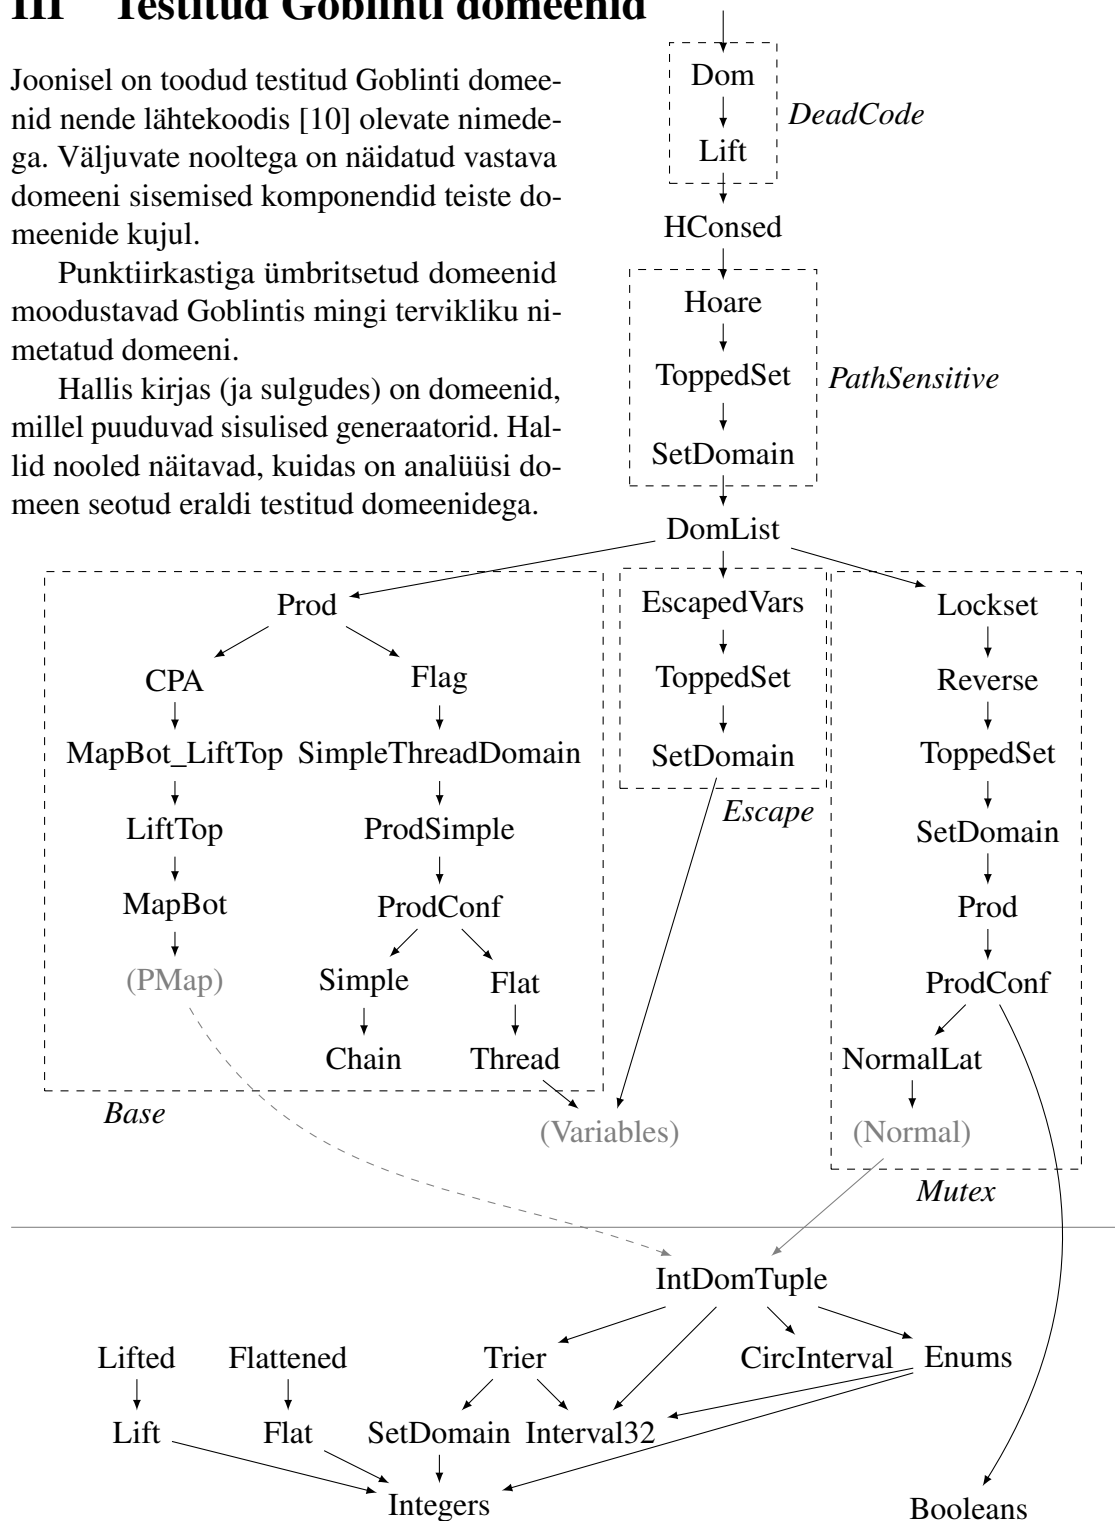 III Testitud Goblinti domeenid
Joonisel on toodud testitud Goblinti domee-
nid nende lähtekoodis [10] olevate nimede-
ga. Väljuvate nooltega on näidatud vastava
domeeni sisemised komponendid teiste do-
meenide kujul.
Punktiirkastiga ümbritsetud domeenid
moodustavad Goblintis mingi tervikliku ni-
metatud domeeni.
Hallis kirjas (ja sulgudes) on domeenid,
millel puuduvad sisulised generaatorid. Hal-
lid nooled näitavad, kuidas on analüüsi do-
meen seotud eraldi testitud domeenidega.
Dom
DeadCode
Lift
HConsed
Hoare
ToppedSet
PathSensitive
SetDomain
DomList
Prod
EscapedVars
Lockset
CPA
Flag
ToppedSet
Reverse
MapBot_LiftTop
SimpleThreadDomain
SetDomain
ToppedSet
Escape
LiftTop
ProdSimple
SetDomain
MapBot
ProdConf
Prod
(PMap)
Simple
Flat
ProdConf
Chain
Thread
NormalLat
Base
(Variables)
(Normal)
Mutex
IntDomTuple
Lifted
Flattened
Trier
CircInterval
Enums
Lift
Flat
SetDomain
Interval32
Integers
Booleans